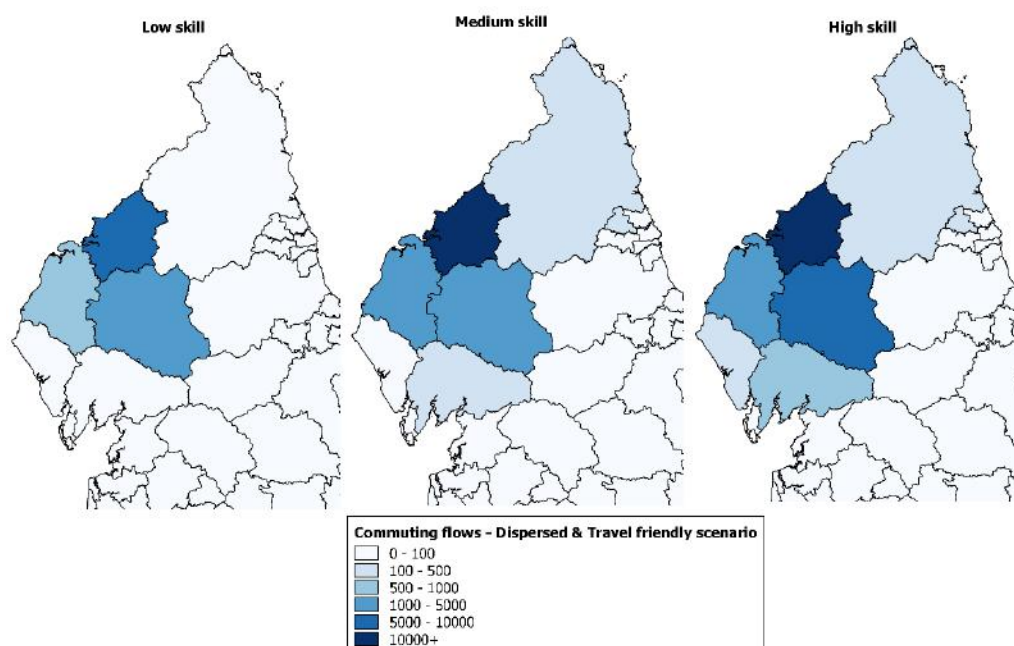 Low skill
Medium skill
High skill
Commuting flows - Dispersed & Travel friendly scenario
0 - 100
100 - 500
500 - 1000
1000 - 5000
5000 - 10000
10000+